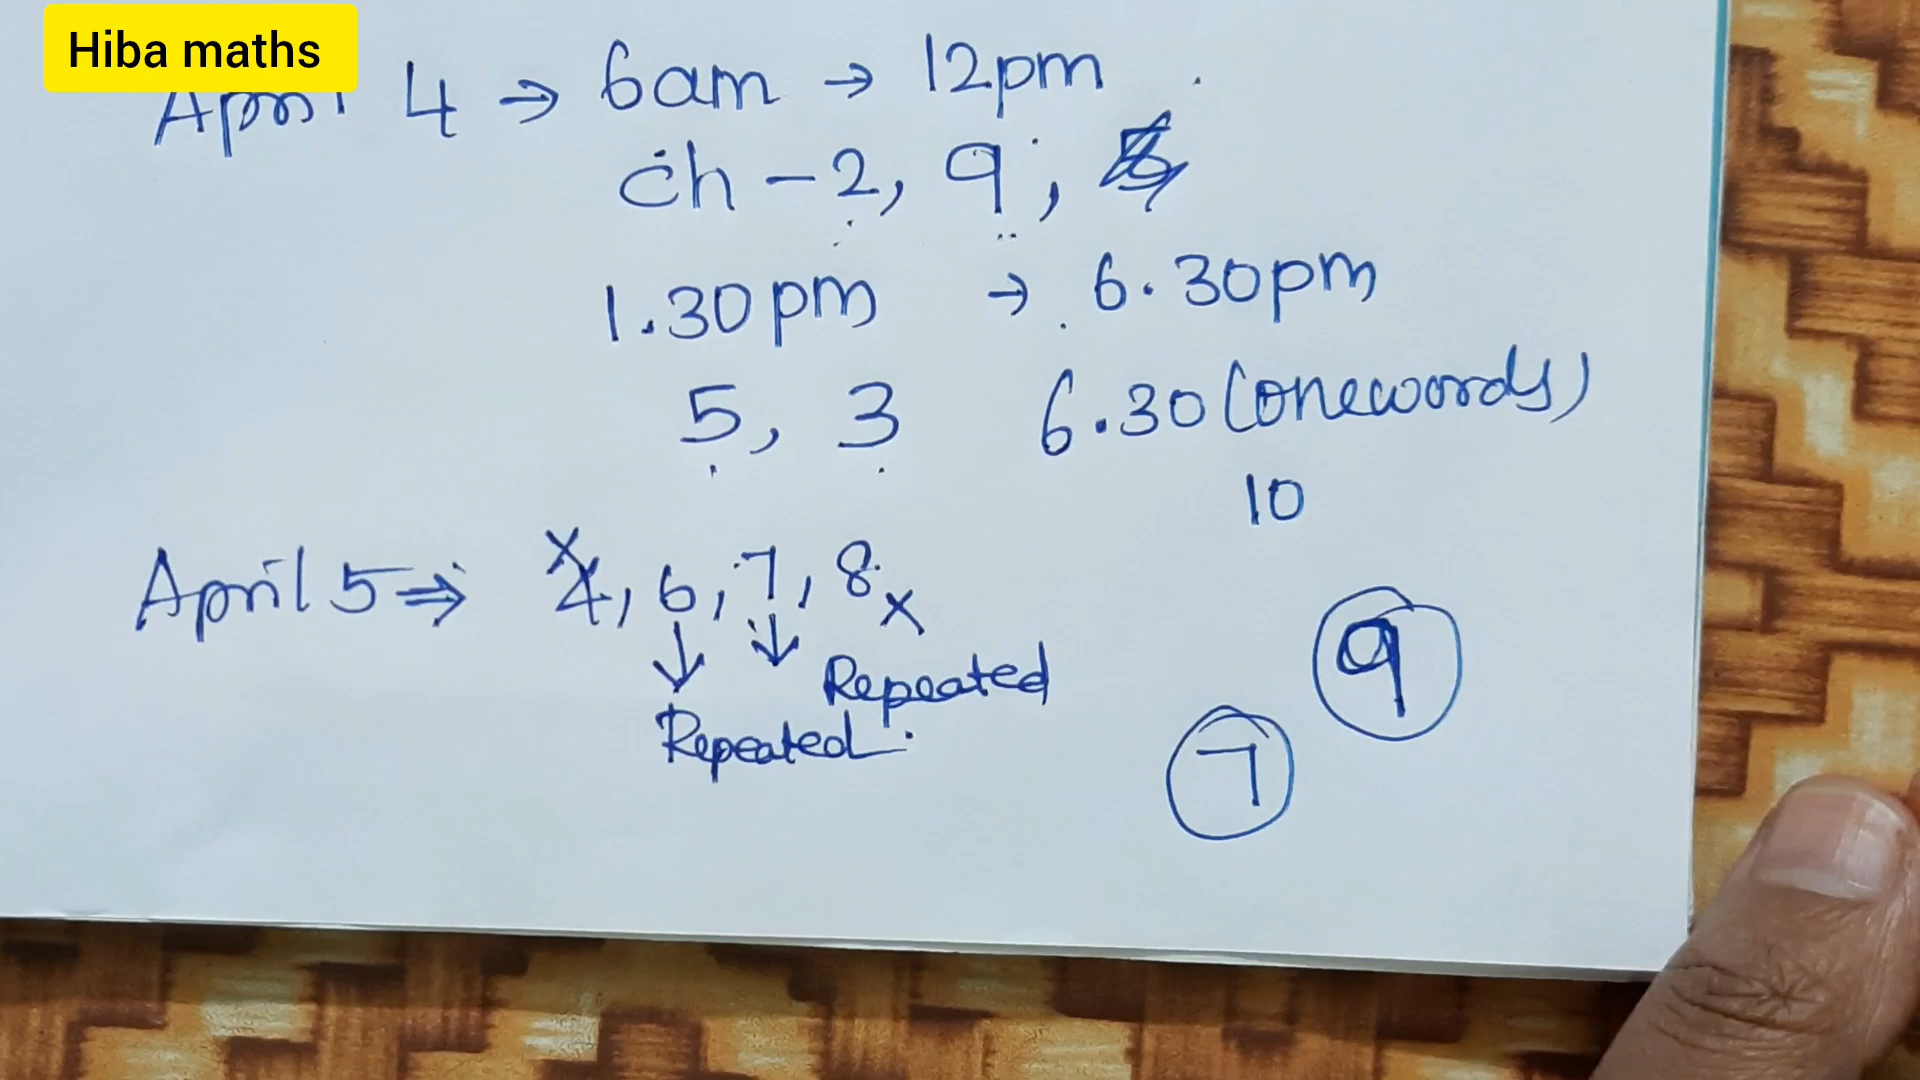 Hiba maths
April 4 → 6am → 12pm
ch - 2, 9,
1.30pm → 6.30pm
5, 3 6.30 (onewords)
10
April 5 ⇒ x 4, 6, 7, 8 x
↓ ↓
Repeated
Repeated.
9
7